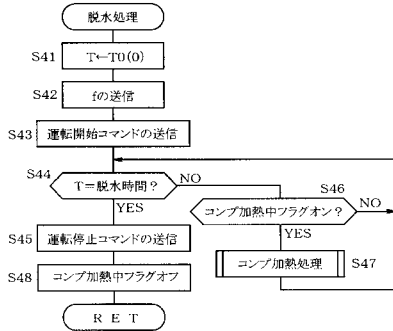 脱水処理
S41
T←T0(0)
S42
fの送信
S43
運転開始コマンドの送信
S44
T=脱水時間?
NO
S46
コンプ加熱中フラグオン?
NO
YES
YES
S45
運転停止コマンドの送信
コンプ加熱処理
S47
S48
コンプ加熱中フラグオフ
RET